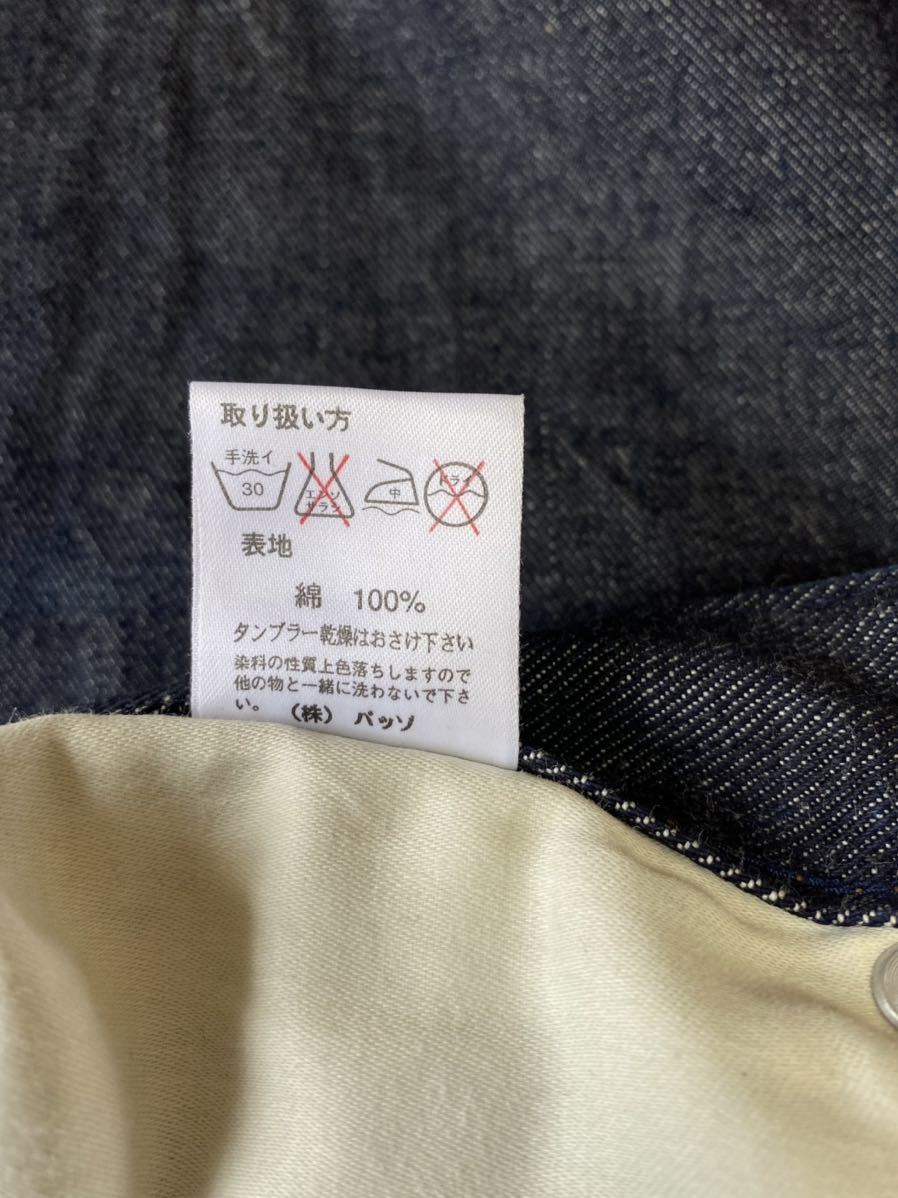 取り扱い方
手洗イ
30
エンソ
サラシ
中
ドライ
表地
綿 100%
タンブラー乾燥はおさけ下さい
染料の性質上色落ちしますので
他の物と一緒に洗わないで下さ
い。 (株) パッゾ